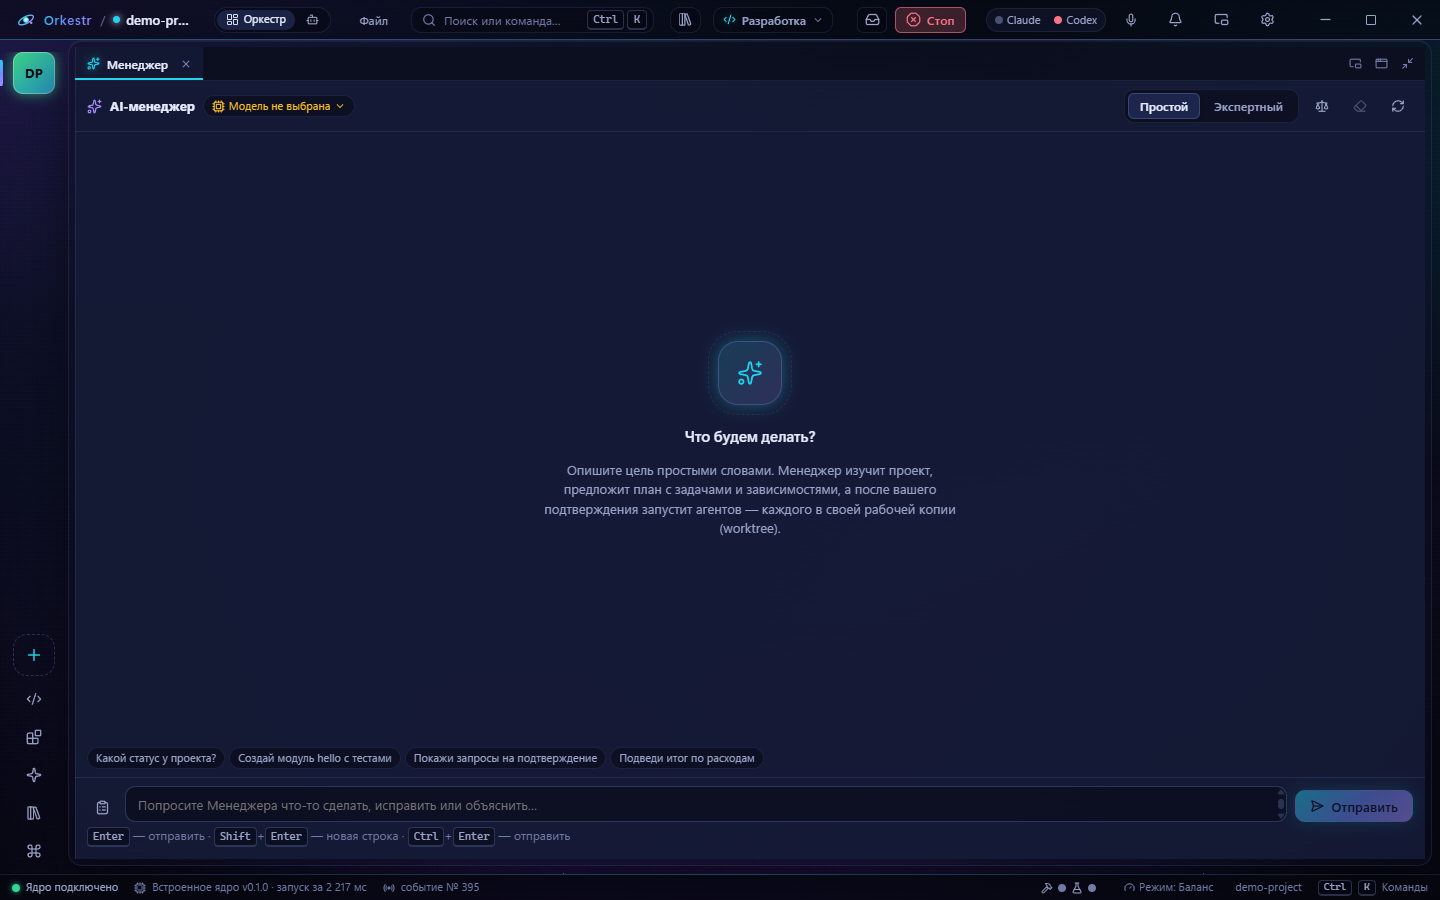 Orkestr / demo-pr... Оркестр Файл Поиск или команда... Ctrl K Разработка Стоп Claude Codex
DP
Менеджер
AI-менеджер Модель не выбрана Простой Экспертный
Что будем делать?
Опишите цель простыми словами. Менеджер изучит проект,
предложит план с задачами и зависимостями, а после вашего
подтверждения запустит агентов — каждого в своей рабочей копии
(worktree).
Какой статус у проекта? Создай модуль hello с тестами Покажи запросы на подтверждение Подведи итог по расходам
Попросите Менеджера что-то сделать, исправить или объяснить... Отправить
Enter — отправить · Shift + Enter — новая строка · Ctrl + Enter — отправить
Ядро подключено Встроенное ядро v0.1.0 · запуск за 2 217 мс событие № 395 Режим: Баланс demo-project Ctrl K Команды